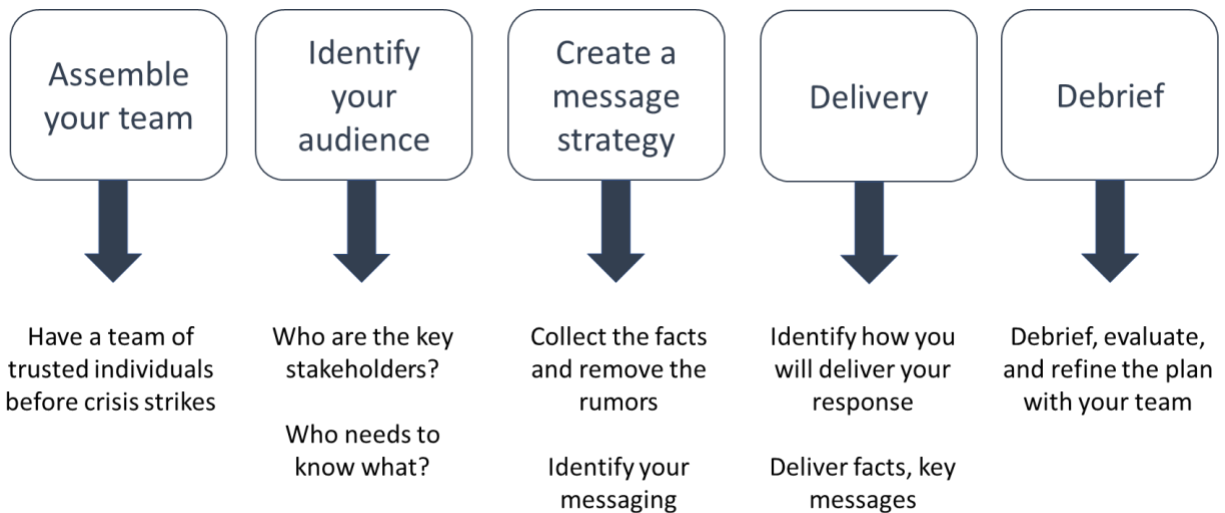 Assemble
your team
Identify
your
audience
Create a
message
strategy
Delivery
Debrief
Have a team of
trusted individuals
before crisis strikes
Who are the key
stakeholders?
Who needs to
know what?
Collect the facts
and remove the
rumors
Identify your
messaging
Identify how you
will deliver your
response
Deliver facts, key
messages
Debrief, evaluate,
and refine the plan
with your team